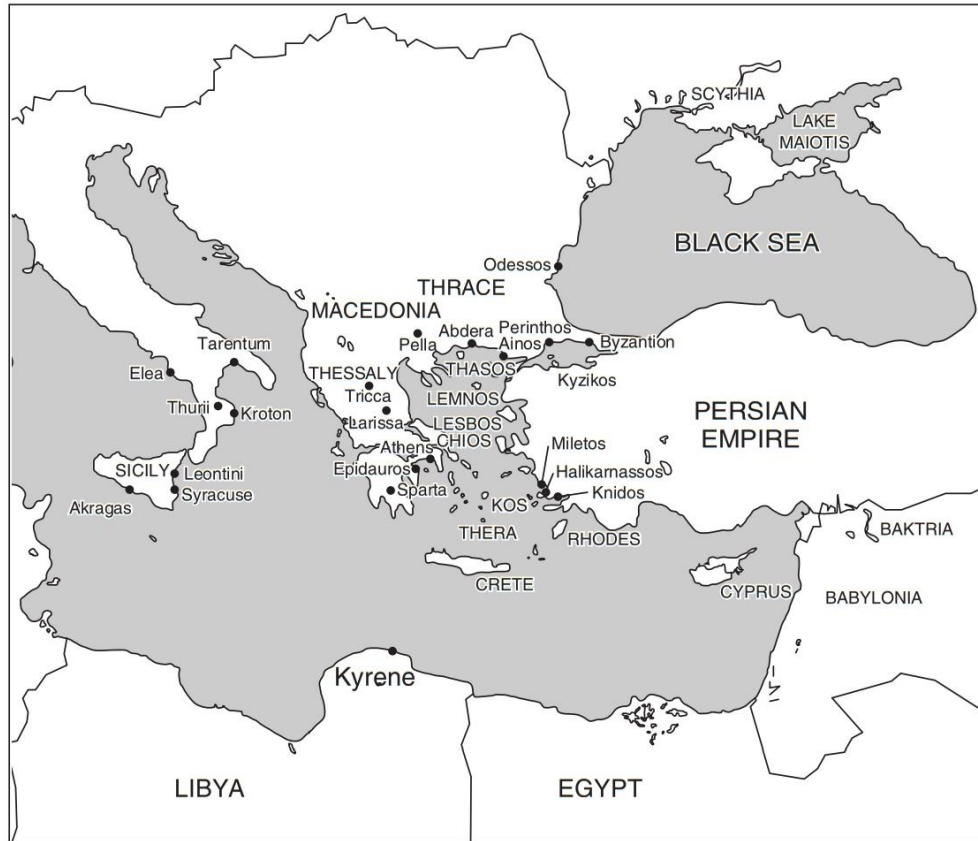 SCYTHIA
LAKE
MAIOTIS
BLACK SEA
Odessos
THRACE
MACEDONIA
Perinthos
Abdera
Ainos
Byzantion
Pella
Tarentum
THASOS
Elea
THESSALY
Kyzikos
Tricca
LEMNOS
Thurii
Kroton
Larissa
LESBOS
PERSIAN
EMPIRE
CHIOS
Miletos
Athens
SICILY
Leontini
Epidauros
Halikarnassos
Syracuse
Sparta
Knidos
Akragas
KOS
THERA
RHODES
BAKTRIA
CRETE
CYPRUS
BABYLONIA
Kyrene
LIBYA
EGYPT